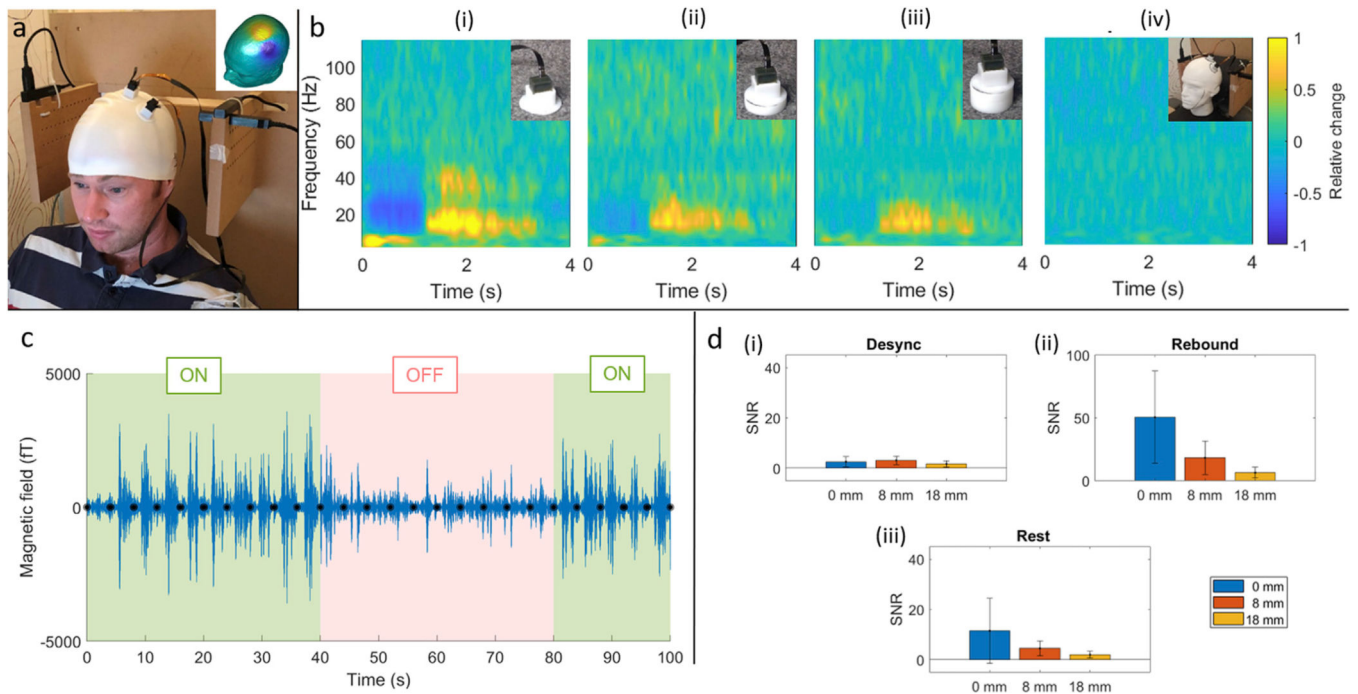 a
b
(i)
(ii)
(iii)
(iv)
Frequency (Hz)
100
80
60
40
20
0
2
4
Time (s)
0
2
4
Time (s)
0
2
4
Time (s)
0
2
4
Time (s)
1
0.5
0
-0.5
-1
Relative change
c
ON
OFF
ON
Magnetic field (fT)
5000
0
-5000
0 10 20 30 40 50 60 70 80 90 100
Time (s)
d
(i)
Desync
SNR
40
20
0
0 mm 8 mm 18 mm
(ii)
Rebound
SNR
100
50
0
0 mm 8 mm 18 mm
(iii)
Rest
SNR
40
20
0
0 mm 8 mm 18 mm
0 mm
8 mm
18 mm